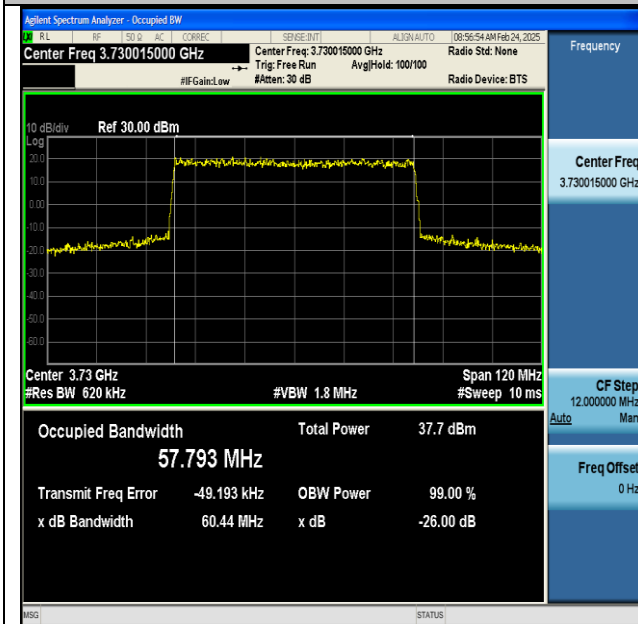 Agilent Spectrum Analyzer - Occupied BW
RL RF 50 Ω AC CORREC SENSE:INT ALIGN AUTO 08:56:54 AM Feb 24, 2025
Center Freq 3.730015000 GHz
Center Freq: 3.730015000 GHz Radio Std: None
Trig: Free Run Avg|Hold: 100/100
#IFGain:Low #Atten: 30 dB Radio Device: BTS
Frequency
10 dB/div Ref 30.00 dBm
Log
20.0
10.0
0.00
-10.0
-20.0
-30.0
-40.0
-50.0
-60.0
Center 3.73 GHz Span 120 MHz
#Res BW 620 kHz #VBW 1.8 MHz #Sweep 10 ms
Occupied Bandwidth Total Power 37.7 dBm
57.793 MHz
Transmit Freq Error -49.193 kHz OBW Power 99.00 %
x dB Bandwidth 60.44 MHz x dB -26.00 dB
Center Freq
3.730015000 GHz
CF Step
12.000000 MHz
Auto Man
Freq Offset
0 Hz
MSG STATUS